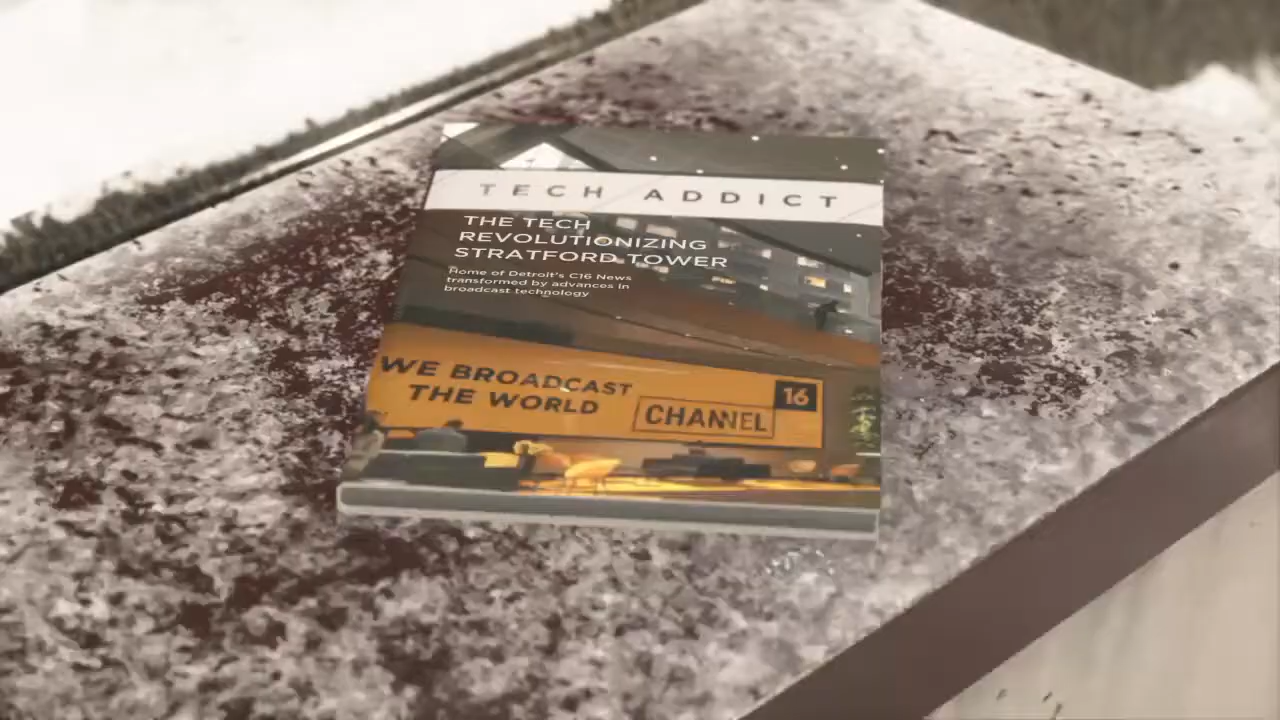 TECH ADDICT
THE TECH
REVOLUTIONIZING
STRATFORD TOWER
Home of Detroit's C16 News
transformed by advances in
broadcast technology
WE BROADCAST
THE WORLD
CHANNEL
16